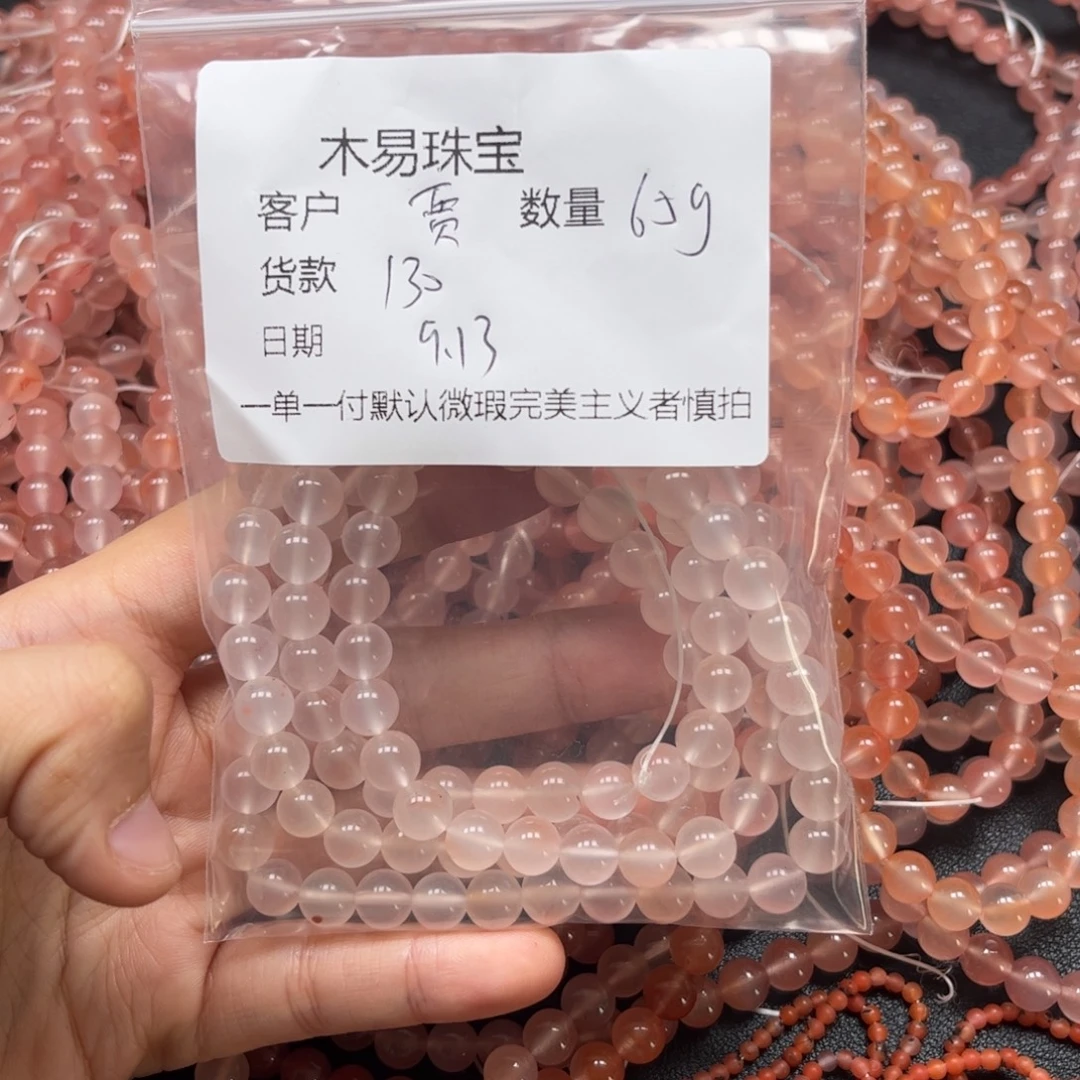 木易珠宝
客户 贾 数量 65g
货款 130
日期 9.13
一单一付默认微瑕完美主义者慎拍